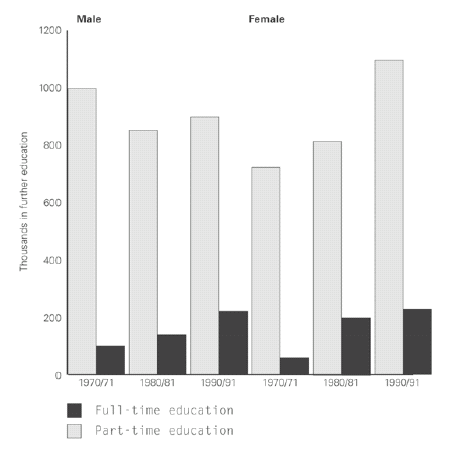 Male Female
1200
1000
800
600
400
200
0
Thousands in further education
1970/71 1980/81 1990/91 1970/71 1980/81 1990/91
Full-time education
Part-time education